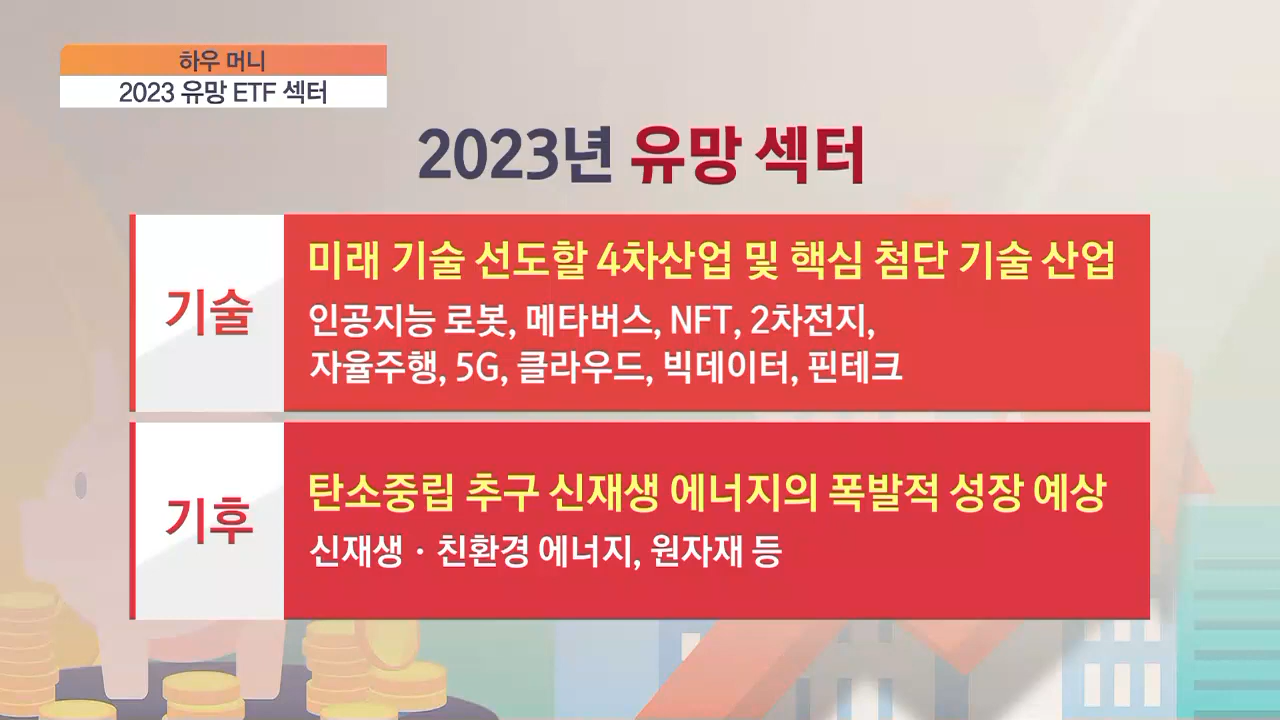 하우 머니
2023 유망 ETF 섹터
2023년 유망 섹터
기술
미래 기술 선도할 4차산업 및 핵심 첨단 기술 산업
인공지능 로봇, 메타버스, NFT, 2차전지,
자율주행, 5G, 클라우드, 빅데이터, 핀테크
기후
탄소중립 추구 신재생 에너지의 폭발적 성장 예상
신재생 · 친환경 에너지, 원자재 등